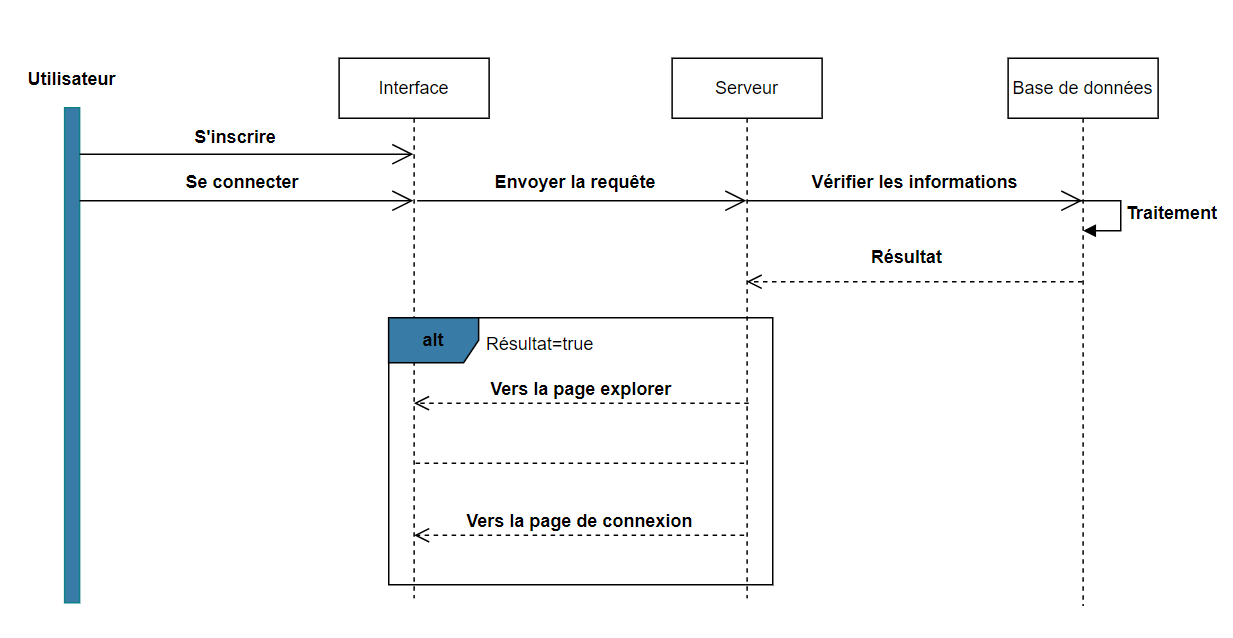 Utilisateur
Interface
Serveur
Base de données
S'inscrire
Se connecter
Envoyer la requête
Vérifier les informations
Traitement
Résultat
alt
Résultat=true
Vers la page explorer
Vers la page de connexion